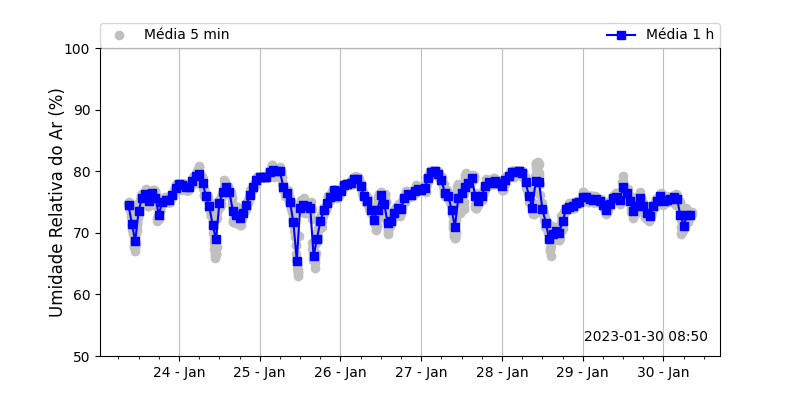 Média 5 min
Média 1 h
Umidade Relativa do Ar (%)
100
90
80
70
60
50
2023-01-30 08:50
24 - Jan
25 - Jan
26 - Jan
27 - Jan
28 - Jan
29 - Jan
30 - Jan